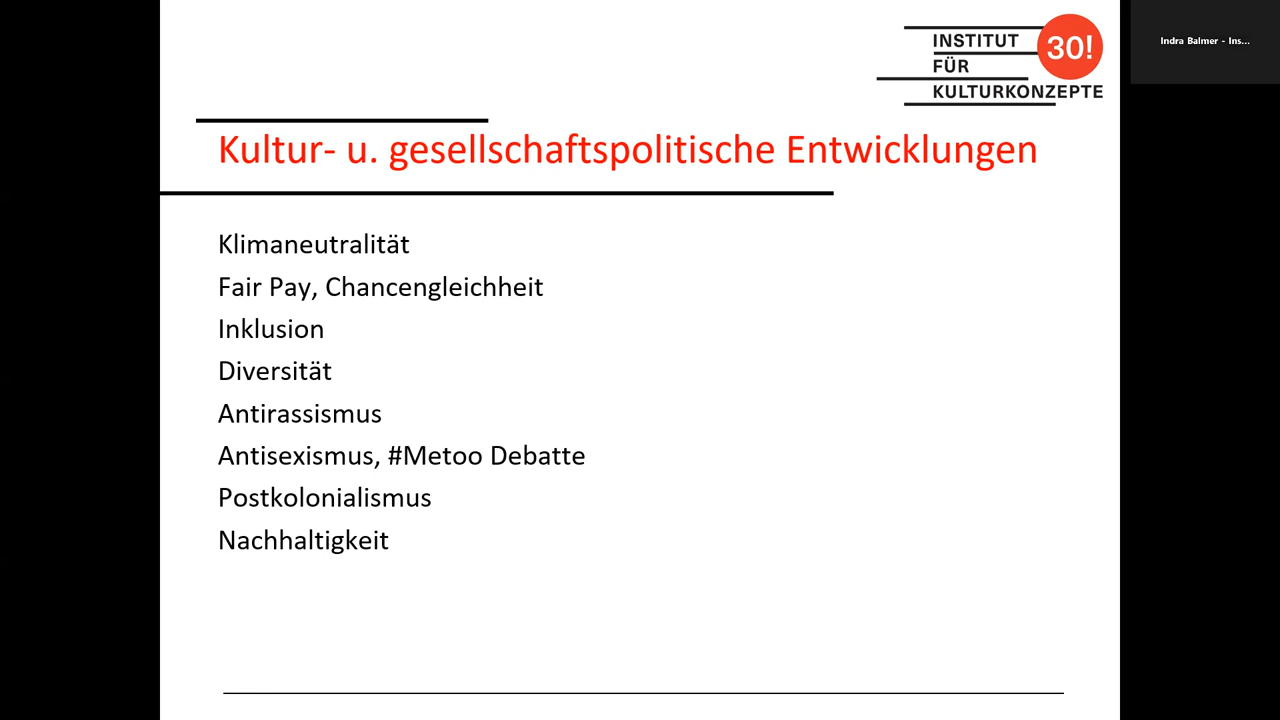 INSTITUT
FÜR
KULTURKONZEPTE
30!
Indra Balmer - Ins...
Kultur- u. gesellschaftspolitische Entwicklungen
Klimaneutralität
Fair Pay, Chancengleichheit
Inklusion
Diversität
Antirassismus
Antisexismus, #Metoo Debatte
Postkolonialismus
Nachhaltigkeit